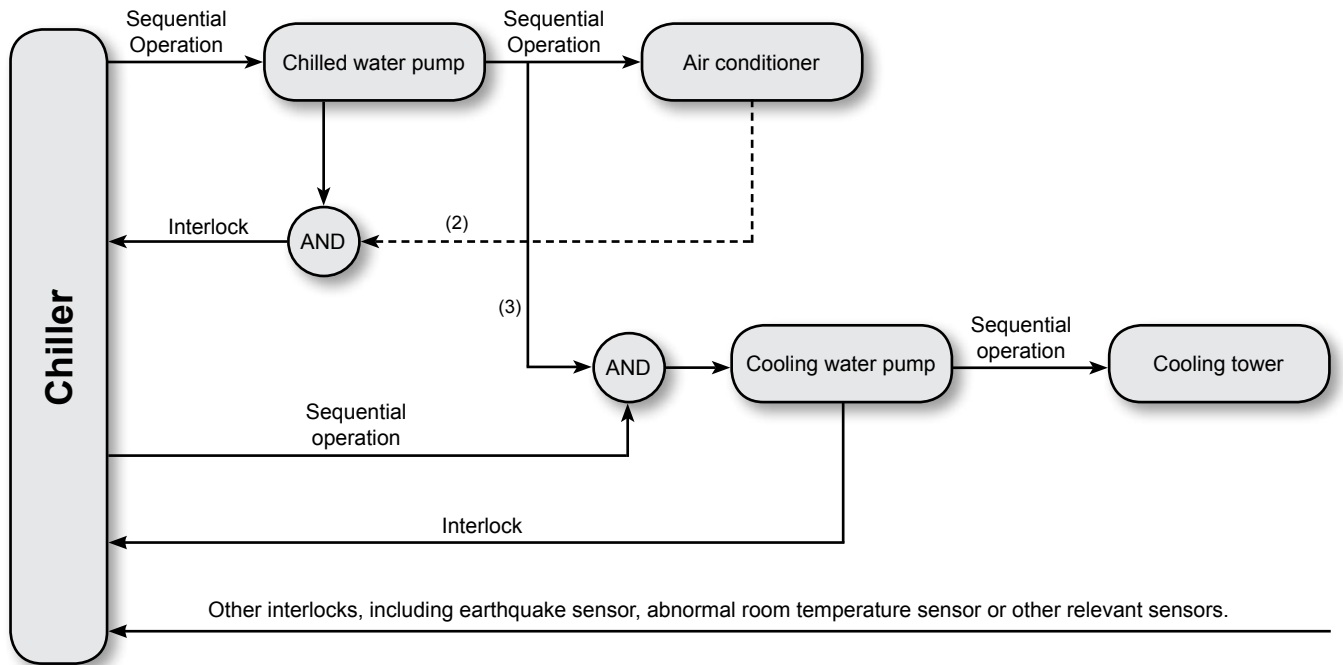 Sequential
Operation
Chilled water pump
Sequential
Operation
Air conditioner
Interlock
AND
(2)
Chiller
(3)
AND
Cooling water pump
Sequential
operation
Cooling tower
Sequential
operation
Interlock
Other interlocks, including earthquake sensor, abnormal room temperature sensor or other relevant sensors.